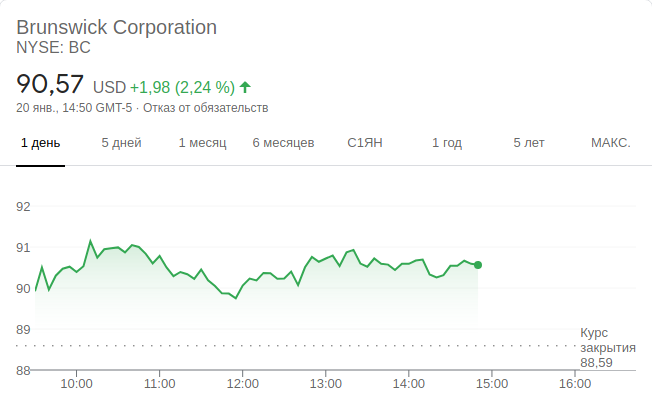 Brunswick Corporation
NYSE: BC
90,57 USD +1,98 (2,24 %)
20 янв., 14:50 GMT-5 · Отказ от обязательств
1 день 5 дней 1 месяц 6 месяцев С1ЯН 1 год 5 лет МАКС.
92
91
90
89
Курс
закрытия
88,59
88
10:00 11:00 12:00 13:00 14:00 15:00 16:00